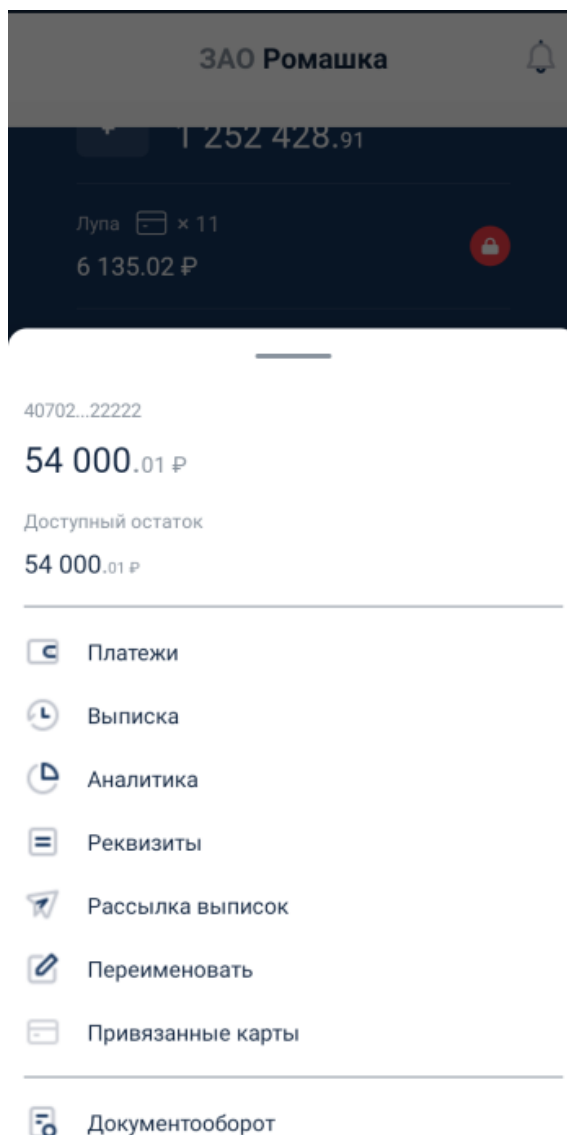 ЗАО Ромашка
+ 1 252 428.91
Лупа × 11
6 135.02 ₽
40702...22222
54 000.01 ₽
Доступный остаток
54 000.01 ₽
Платежи
Выписка
Аналитика
Реквизиты
Рассылка выписок
Переименовать
Привязанные карты
Документооборот